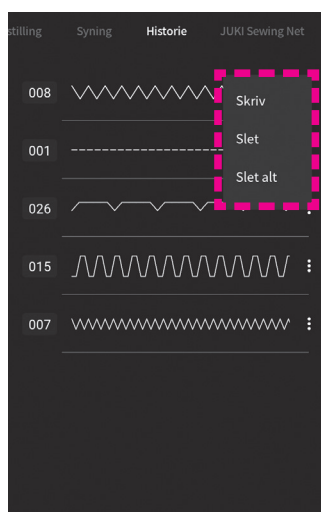 stilling Syning Historie JUKI Sewing Net
008
Skriv
001
Slet
Slet alt
026
015
007